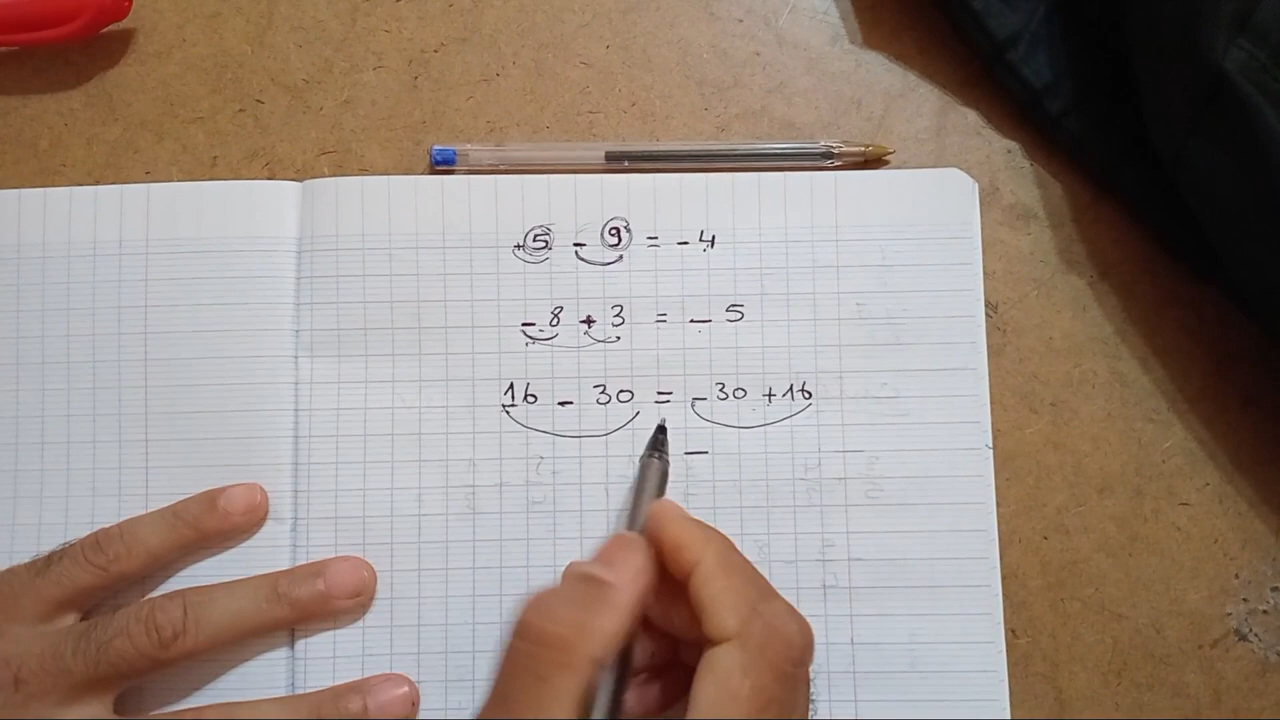 +5 - 9 = - 4
- 8 + 3 = - 5
16 - 30 = - 30 + 16
-